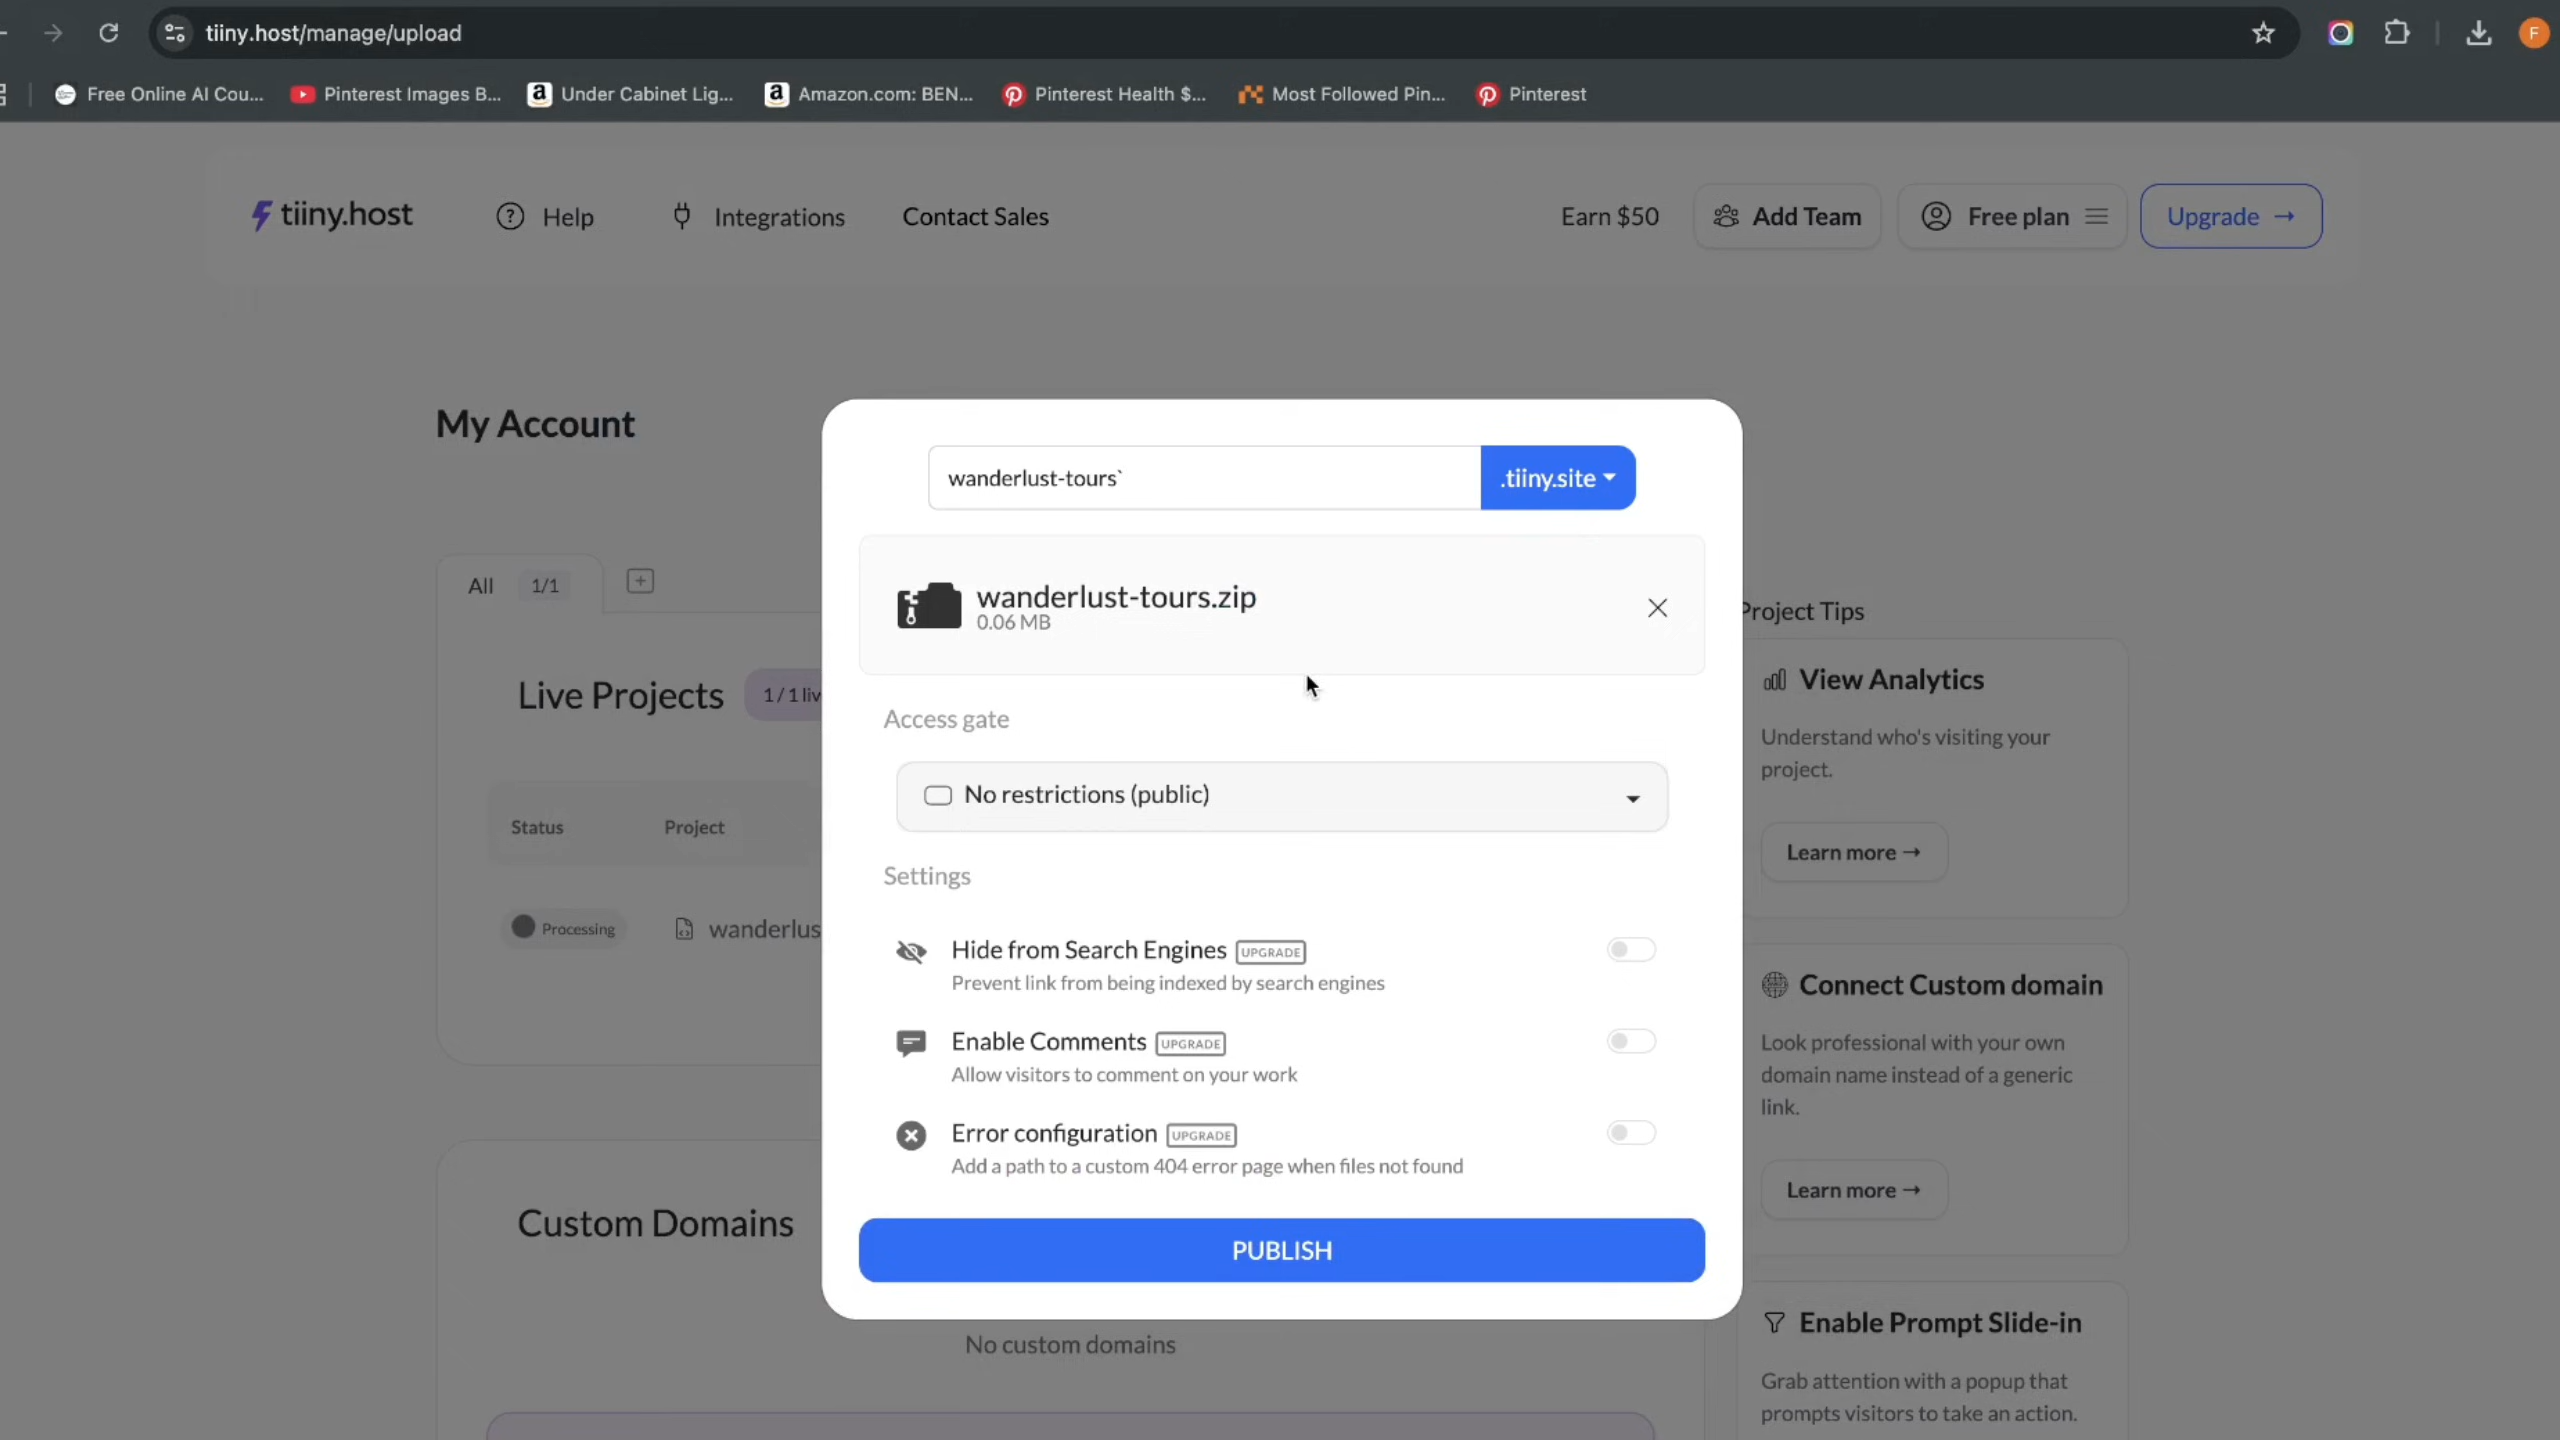 tiiny.host/manage/upload
Free Online AI Cou...
Pinterest Images B...
Under Cabinet Lig...
Amazon.com: BEN...
Pinterest Health $...
Most Followed Pin...
Pinterest
F
tiiny.host
Help
Integrations
Contact Sales
Earn $50
Add Team
Free plan
Upgrade →
My Account
wanderlust-tours`
.tiiny.site
All 1/1
wanderlust-tours.zip
0.06 MB
Project Tips
Live Projects
1 / 1 liv
View Analytics
Understand who's visiting your
project.
Learn more →
Access gate
No restrictions (public)
Status
Project
Settings
Processing
wanderlus
Hide from Search Engines UPGRADE
Prevent link from being indexed by search engines
Enable Comments UPGRADE
Allow visitors to comment on your work
Error configuration UPGRADE
Add a path to a custom 404 error page when files not found
PUBLISH
Connect Custom domain
Look professional with your own
domain name instead of a generic
link.
Learn more →
Custom Domains
No custom domains
Enable Prompt Slide-in
Grab attention with a popup that
prompts visitors to take an action.